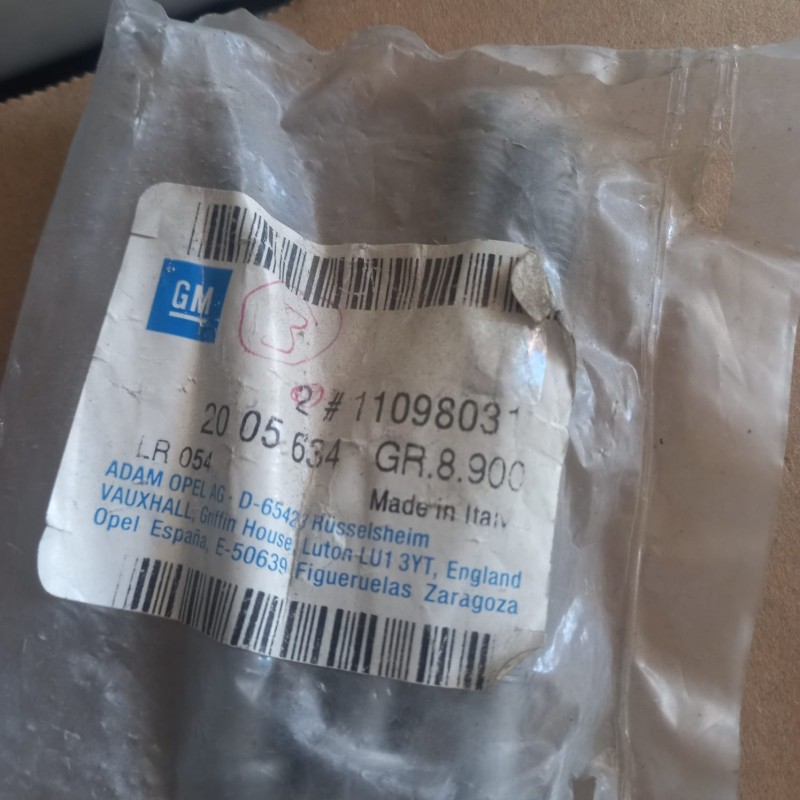 GM
3
2 # 11098031
20 05 634 GR.8.900
LR 054
Made in Italy
ADAM OPEL AG - D-65423 Rüsselsheim
VAUXHALL, Griffin House, Luton LU1 3YT, England
Opel España, E-50639 Figueruelas Zaragoza